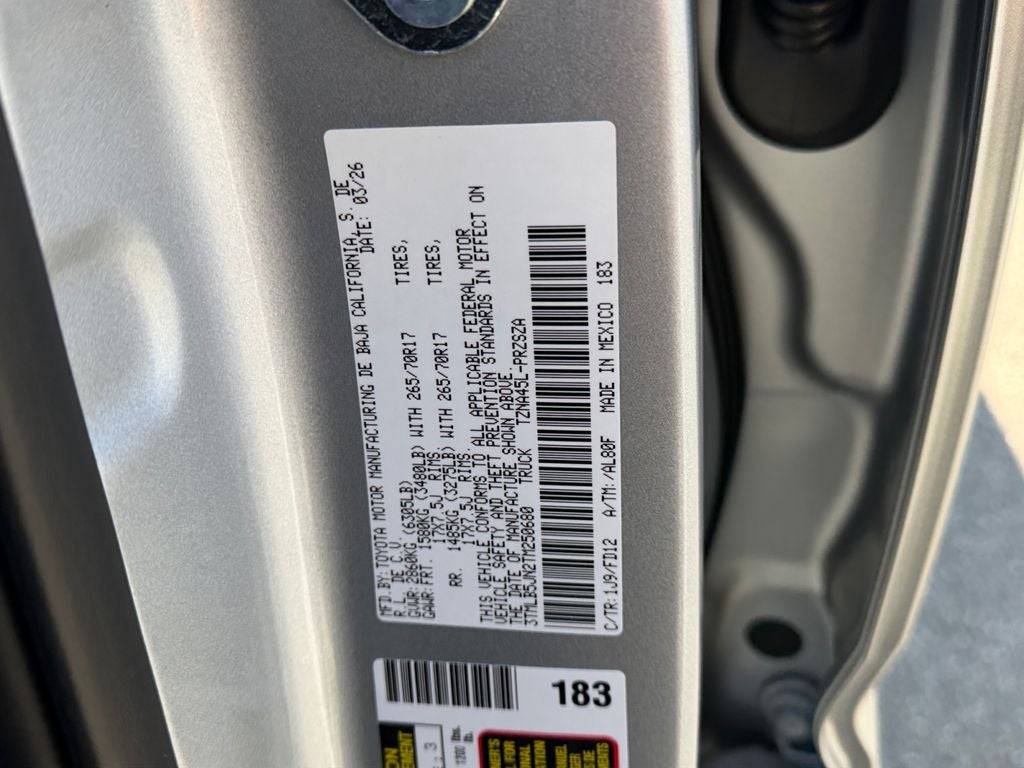 MFD.BY:TOYOTA MOTOR MANUFACTURING DE BAJA CALIFORNIA, S. DE
R.L. DE C.V. DATE: 03/26
GVWR:2860KG (6305LB)
GAWR:FRT. 1580KG (3480LB) WITH 265/70R17 TIRES,
17X7.5J RIMS.
RR. 1485KG (3275LB) WITH 265/70R17 TIRES,
17X7.5J RIMS.
THIS VEHICLE CONFORMS TO ALL APPLICABLE FEDERAL MOTOR
VEHICLE SAFETY AND THEFT PREVENTION STANDARDS IN EFFECT ON
THE DATE OF MANUFACTURE SHOWN ABOVE.
3TMLB5JN2TM250680 TRUCK TZNA45L-PRZSZA
C/TR:1J9/FD12 A/TM:/AL80F MADE IN MEXICO 183
183
3
lbs.
lb.